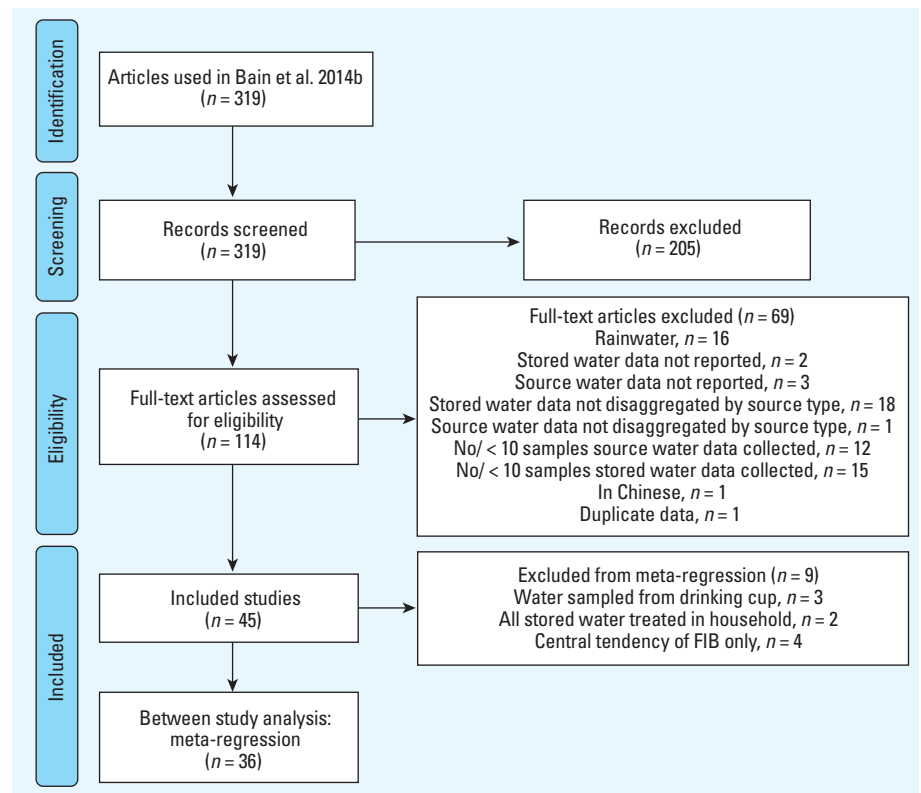 Identification
Articles used in Bain et al. 2014b
(n = 319)
Screening
Records screened
(n = 319)
Records excluded
(n = 205)
Eligibility
Full-text articles assessed
for eligibility
(n = 114)
Full-text articles excluded (n = 69)
Rainwater, n = 16
Stored water data not reported, n = 2
Source water data not reported, n = 3
Stored water data not disaggregated by source type, n = 18
Source water data not disaggregated by source type, n = 1
No/ < 10 samples source water data collected, n = 12
No/ < 10 samples stored water data collected, n = 15
In Chinese, n = 1
Duplicate data, n = 1
Included
Included studies
(n = 45)
Excluded from meta-regression (n = 9)
Water sampled from drinking cup, n = 3
All stored water treated in household, n = 2
Central tendency of FIB only, n = 4
Between study analysis:
meta-regression
(n = 36)